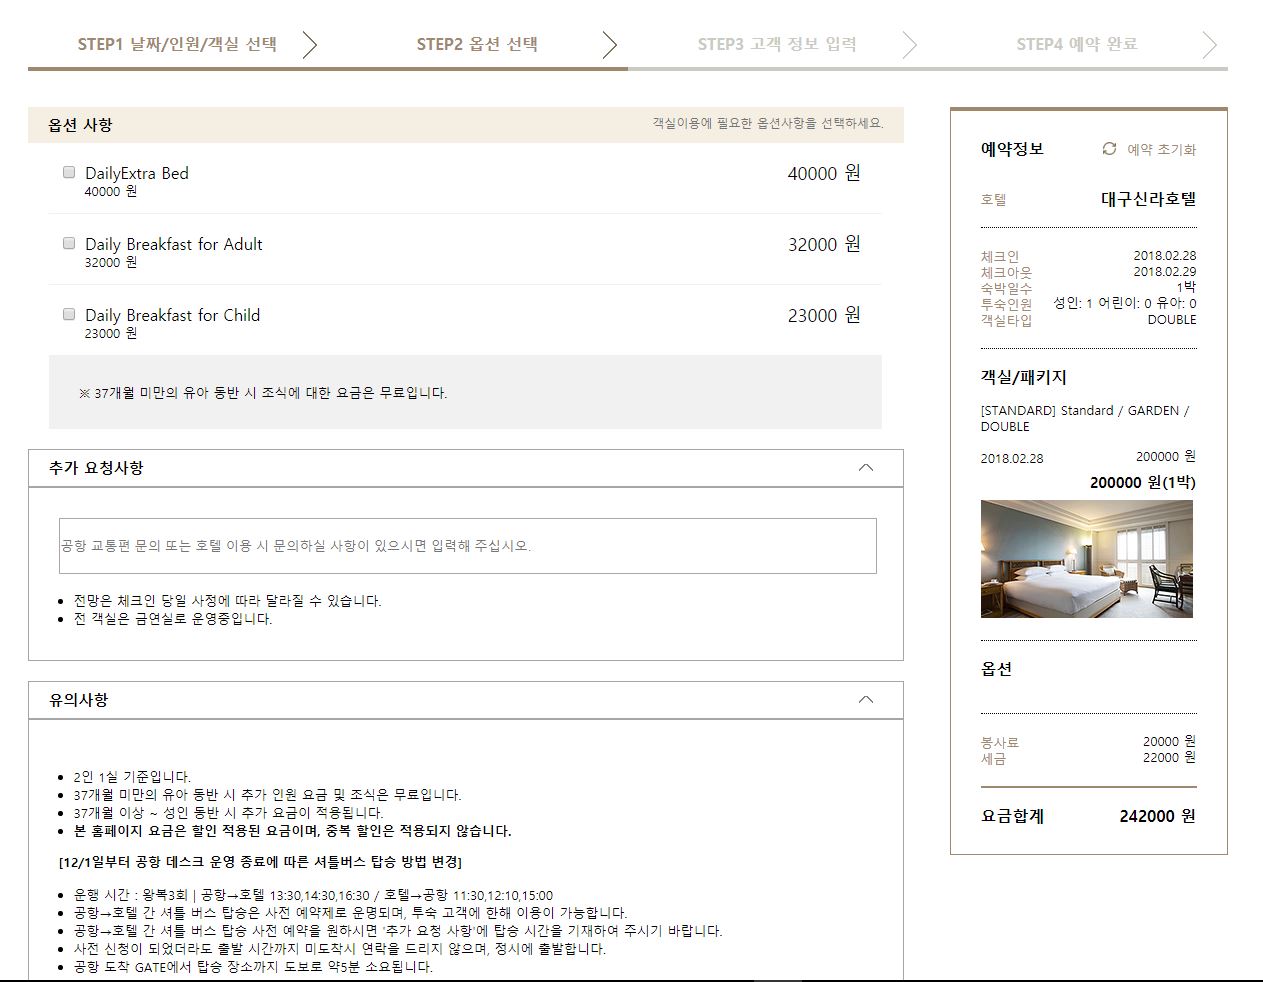 STEP1 날짜/인원/객실 선택
STEP2 옵션 선택
STEP3 고객 정보 입력
STEP4 예약 완료
옵션 사항
객실이용에 필요한 옵션사항을 선택하세요.
DailyExtra Bed
40000 원
40000 원
Daily Breakfast for Adult
32000 원
32000 원
Daily Breakfast for Child
23000 원
23000 원
※ 37개월 미만의 유아 동반 시 조식에 대한 요금은 무료입니다.
추가 요청사항
공항 교통편 문의 또는 호텔 이용 시 문의하실 사항이 있으시면 입력해 주십시오.
전망은 체크인 당일 사정에 따라 달라질 수 있습니다.
전 객실은 금연실로 운영중입니다.
유의사항
2인 1실 기준입니다.
37개월 미만의 유아 동반 시 추가 인원 요금 및 조식은 무료입니다.
37개월 이상 ~ 성인 동반 시 추가 요금이 적용됩니다.
본 홈페이지 요금은 할인 적용된 요금이며, 중복 할인은 적용되지 않습니다.
[12/1일부터 공항 데스크 운영 종료에 따른 셔틀버스 탑승 방법 변경]
운행 시간 : 왕복3회 | 공항→호텔 13:30,14:30,16:30 / 호텔→공항 11:30,12:10,15:00
공항→호텔 간 셔틀 버스 탑승은 사전 예약제로 운명되며, 투숙 고객에 한해 이용이 가능합니다.
공항→호텔 간 셔틀 버스 탑승 사전 예약을 원하시면 '추가 요청 사항'에 탑승 시간을 기재하여 주시기 바랍니다.
사전 신청이 되었더라도 출발 시간까지 미도착시 연락을 드리지 않으며, 정시에 출발합니다.
공항 도착 GATE에서 탑승 장소까지 도보로 약5분 소요됩니다.
예약정보
예약 초기화
호텔
대구신라호텔
체크인
2018.02.28
체크아웃
2018.02.29
숙박일수
1박
투숙인원
성인: 1 어린이: 0 유아: 0
객실타입
DOUBLE
객실/패키지
[STANDARD] Standard / GARDEN /
DOUBLE
2018.02.28
200000 원
200000 원(1박)
옵션
봉사료
20000 원
세금
22000 원
요금합계
242000 원